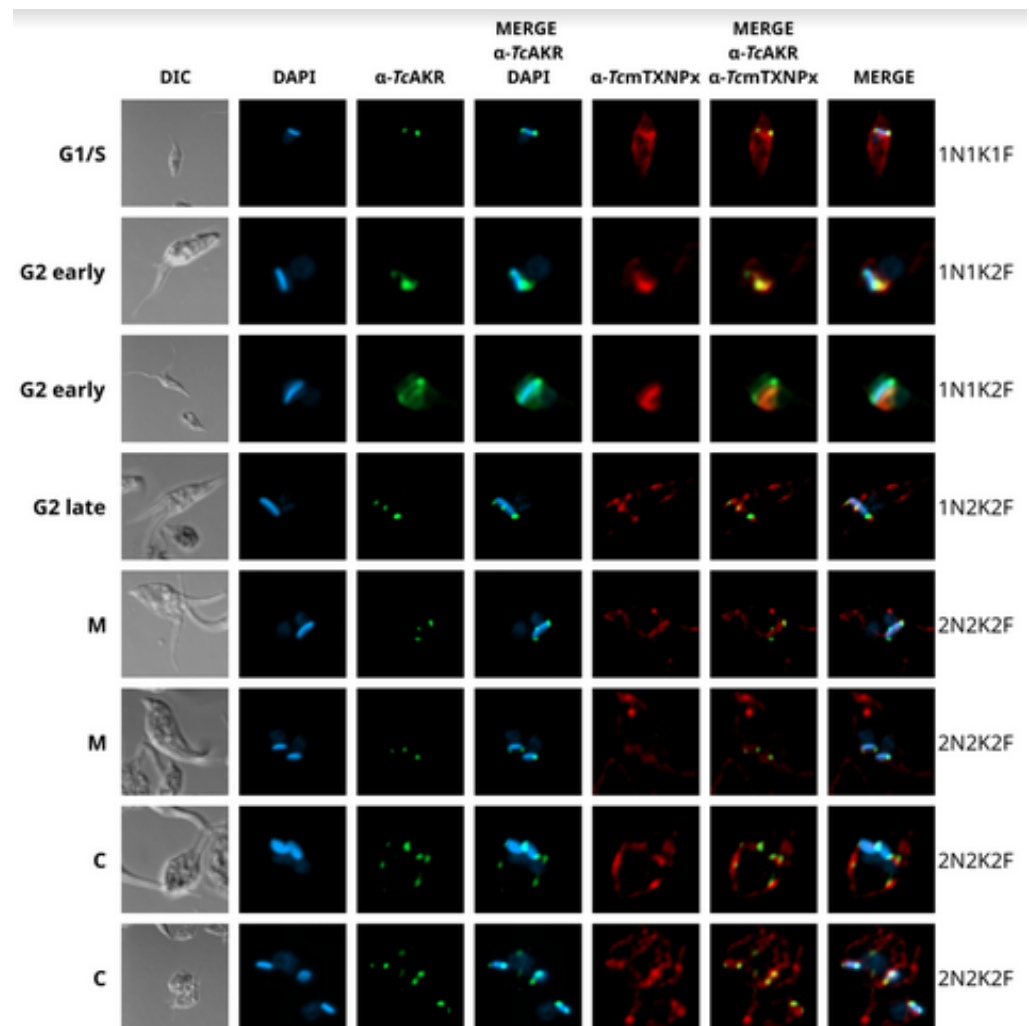 MERGE MERGE
α-TcAKR α-TcAKR
DIC DAPI α-TcAKR DAPI α-TcmTXNPx α-TcmTXNPx MERGE
G1/S 1N1K1F
G2 early 1N1K2F
G2 early 1N1K2F
G2 late 1N2K2F
M 2N2K2F
M 2N2K2F
C 2N2K2F
C 2N2K2F